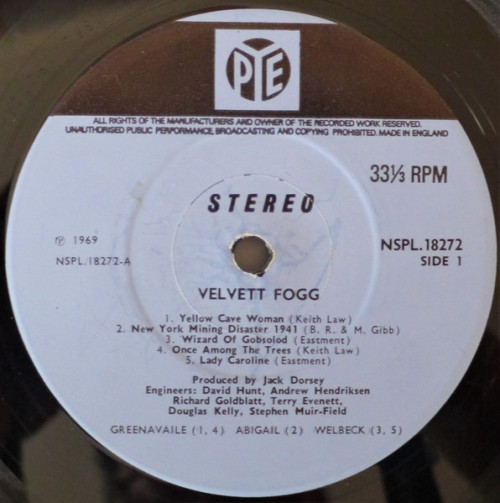 PYE
ALL RIGHTS OF THE MANUFACTURERS AND OWNER OF THE RECORDED WORK RESERVED.
UNAUTHORISED PUBLIC PERFORMANCE, BROADCASTING AND COPYING PROHIBITED. MADE IN ENGLAND
33⅓ RPM
STEREO
℗ 1969
NSPL.18272
NSPL.18272-A
SIDE 1
VELVETT FOGG
1. Yellow Cave Woman (Keith Law)
2. New York Mining Disaster 1941 (B. R. & M. Gibb)
3. Wizard Of Gobsolod (Eastment)
4. Once Among The Trees (Keith Law)
5. Lady Caroline (Eastment)
Produced by Jack Dorsey
Engineers: David Hunt, Andrew Hendriksen
Richard Goldblatt, Terry Evenett,
Douglas Kelly, Stephen Muir-Field
GREENAVAILE (1, 4) ABIGAIL (2) WELBECK (3, 5)